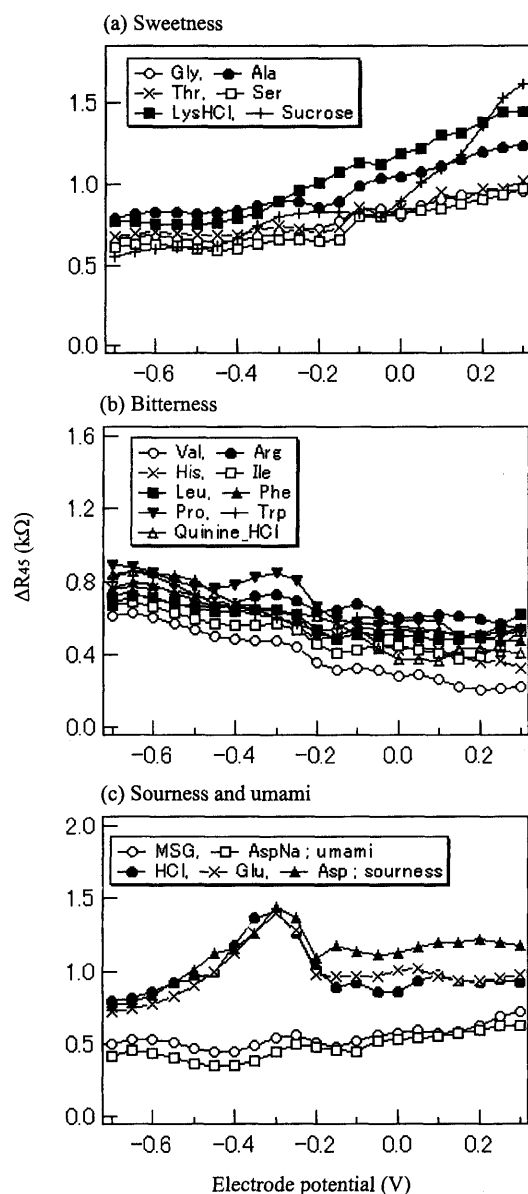 (a) Sweetness
Gly, Ala
Thr, Ser
LysHCl, Sucrose
1.5
1.0
0.5
0.0
−0.6 −0.4 −0.2 0.0 0.2
(b) Bitterness
Val, Arg
His, Ile
Leu, Phe
Pro, Trp
Quinine_HCl
1.6
1.2
0.8
0.4
0.0
ΔR45 (kΩ)
−0.6 −0.4 −0.2 0.0 0.2
(c) Sourness and umami
MSG, AspNa ; umami
HCl, Glu, Asp ; sourness
2.0
1.5
1.0
0.5
0.0
−0.6 −0.4 −0.2 0.0 0.2
Electrode potential (V)